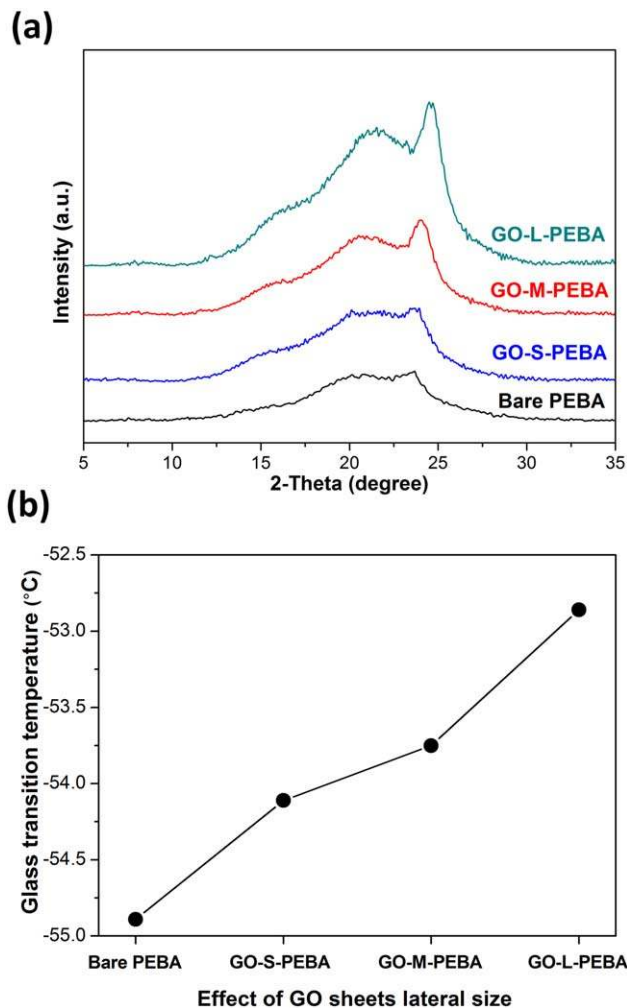 (a)
Intensity (a.u.)
GO-L-PEBA
GO-M-PEBA
GO-S-PEBA
Bare PEBA
5 10 15 20 25 30 35
2-Theta (degree)
(b)
Glass transition temperature (°C)
-52.5
-53.0
-53.5
-54.0
-54.5
-55.0
Bare PEBA GO-S-PEBA GO-M-PEBA GO-L-PEBA
Effect of GO sheets lateral size